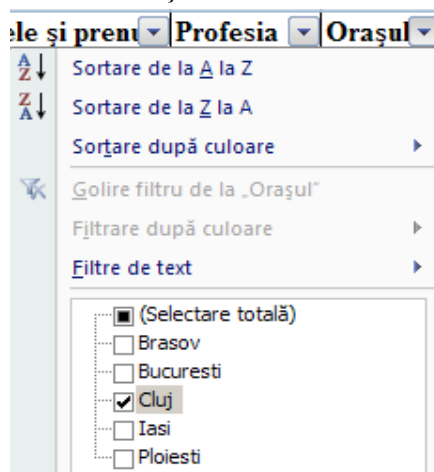 ele și prenu Profesia Orașul
Sortare de la A la Z
Sortare de la Z la A
Sortare după culoare
Golire filtru de la „Orașul"
Filtrare după culoare
Filtre de text
(Selectare totală)
Brasov
Bucuresti
Cluj
Iasi
Ploiesti